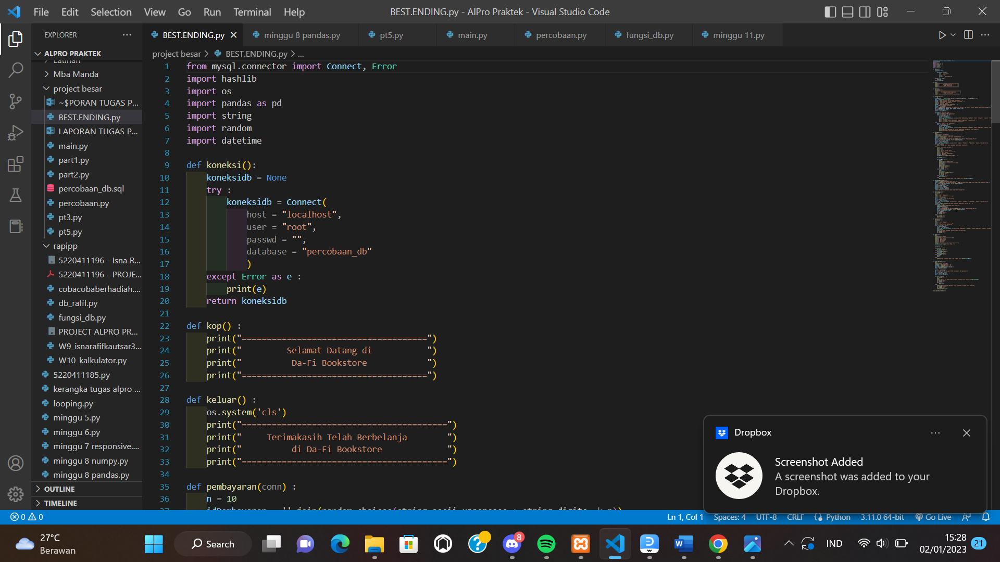 File Edit Selection View Go Run Terminal Help
BEST.ENDING.py - AlPro Praktek - Visual Studio Code
EXPLORER
BEST.ENDING.py
minggu 8 pandas.py
pt5.py
main.py
percobaan.py
fungsi_db.py
minggu 11.py
ALPRO PRAKTEK
Latihan
Mba Manda
project besar
~$PORAN TUGAS P...
BEST.ENDING.py
LAPORAN TUGAS P...
main.py
part1.py
part2.py
percobaan_db.sql
percobaan.py
pt3.py
pt5.py
rapipp
5220411196 - Isna R...
5220411196 - PROJE...
cobacobaberhadiah....
db_rafif.py
fungsi_db.py
PROJECT ALPRO PR...
W9_isnarafifkautsar3...
W10_kalkulator.py
5220411185.py
kerangka tugas alpro ...
looping.py
minggu 5.py
minggu 6.py
minggu 7 responsive....
minggu 8 numpy.py
minggu 8 pandas.py
OUTLINE
TIMELINE
project besar > BEST.ENDING.py > ...
1 from mysql.connector import Connect, Error
2 import hashlib
3 import os
4 import pandas as pd
5 import string
6 import random
7 import datetime
8
9 def koneksi():
10 koneksidb = None
11 try :
12 koneksidb = Connect(
13 host = "localhost",
14 user = "root",
15 passwd = "",
16 database = "percobaan_db"
17 )
18 except Error as e :
19 print(e)
20 return koneksidb
21
22 def kop() :
23 print("=====================================")
24 print("         Selamat Datang di           ")
25 print("          Da-Fi Bookstore            ")
26 print("=====================================")
27
28 def keluar() :
29 os.system('cls')
30 print("=========================================")
31 print("     Terimakasih Telah Berbelanja        ")
32 print("          di Da-Fi Bookstore             ")
33 print("=========================================")
34
35 def pembayaran(conn) :
36 n = 10
Dropbox
Screenshot Added
A screenshot was added to your
Dropbox.
0 0
Ln 1, Col 1 Spaces: 4 UTF-8 CRLF Python 3.11.0 64-bit Go Live
27°C
Berawan
Search
8
IND
15:28
02/01/2023
21